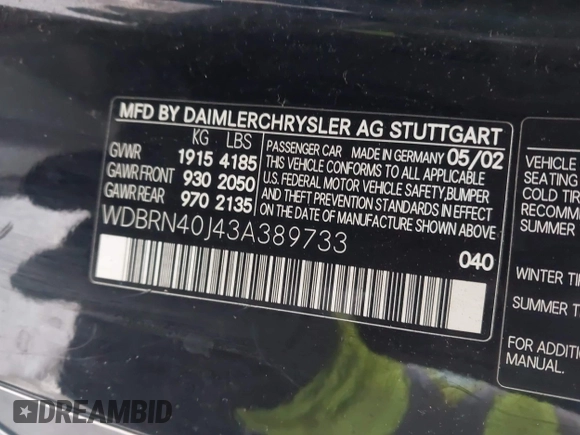 MFD BY DAIMLERCHRYSLER AG STUTTGART
KG LBS
GVWR 1915 4185
GAWR FRONT 930 2050
GAWR REAR 970 2135
PASSENGER CAR MADE IN GERMANY 05/02
THIS VEHICLE CONFORMS TO ALL APPLICABLE
U.S. FEDERAL MOTOR VEHICLE SAFETY, BUMPER
AND THEFT PREVENTION STANDARDS IN EFFECT
ON THE DATE OF MANUFACTURE SHOWN ABOVE
WDBRN40J43A389733
040
VEHICLE
SEATING
COLD TIR
RECOMM
SUMMER
WINTER TIR
SUMMER T
FOR ADDITIO
MANUAL.
DREAMBID